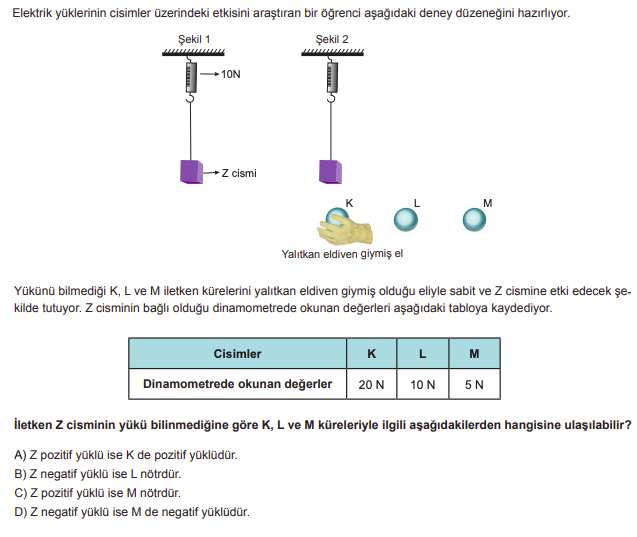 Elektrik yüklerinin cisimler üzerindeki etkisini araştıran bir öğrenci aşağıdaki deney düzeneğini hazırlıyor.
Şekil 1
Şekil 2
10N
Z cismi
K
L
M
Yalıtkan eldiven giymiş el
Yükünü bilmediği K, L ve M iletken kürelerini yalıtkan eldiven giymiş olduğu eliyle sabit ve Z cismine etki edecek şe-
kilde tutuyor. Z cisminin bağlı olduğu dinamometrede okunan değerleri aşağıdaki tabloya kaydediyor.
Cisimler K L M
Dinamometrede okunan değerler 20 N 10 N 5 N
İletken Z cisminin yükü bilinmediğine göre K, L ve M küreleriyle ilgili aşağıdakilerden hangisine ulaşılabilir?
A) Z pozitif yüklü ise K de pozitif yüklüdür.
B) Z negatif yüklü ise L nötrdür.
C) Z pozitif yüklü ise M nötrdür.
D) Z negatif yüklü ise M de negatif yüklüdür.